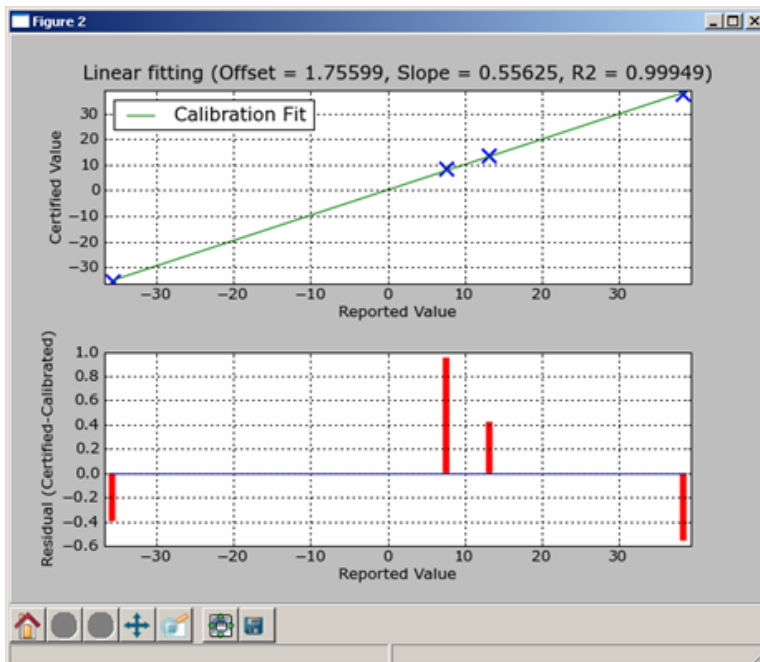 Figure 2
Linear fitting (Offset = 1.75599, Slope = 0.55625, R2 = 0.99949)
Calibration Fit
Certified Value
30
20
10
0
−10
−20
−30
−30 −20 −10 0 10 20 30
Reported Value
Residual (Certified-Calibrated)
1.0
0.8
0.6
0.4
0.2
0.0
−0.2
−0.4
−0.6
−30 −20 −10 0 10 20 30
Reported Value